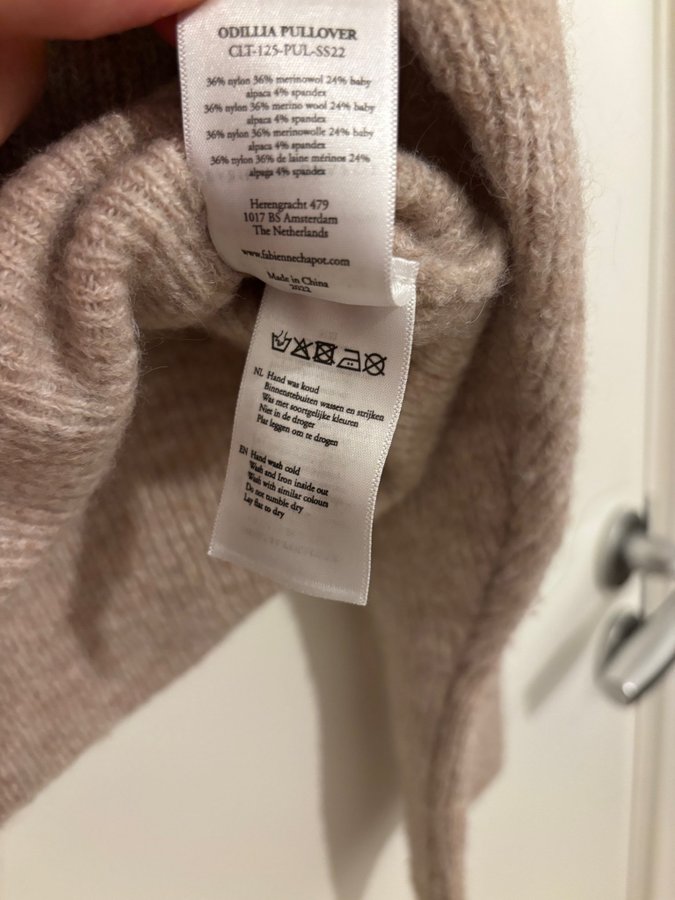 ODILLIA PULLOVER
CLT-125-PUL-SS22
36% nylon 36% merinowol 24% baby
alpaca 4% spandex
36% nylon 36% merino wool 24% baby
alpaca 4% spandex
36% nylon 36% merinowolle 24% baby
alpaca 4% spandex
36% nylon 36% de laine mérinos 24%
alpaga 4% spandex
Herengracht 479
1017 BS Amsterdam
The Netherlands
www.fabiennechapot.com
Made in China
2022
NL Hand was koud
Binnenstebuiten wassen en strijken
Was met soortgelijke kleuren
Niet in de droger
Plat leggen om te drogen
EN Hand wash cold
Wash and Iron inside out
Wash with similar colours
Do not tumble dry
Lay flat to dry